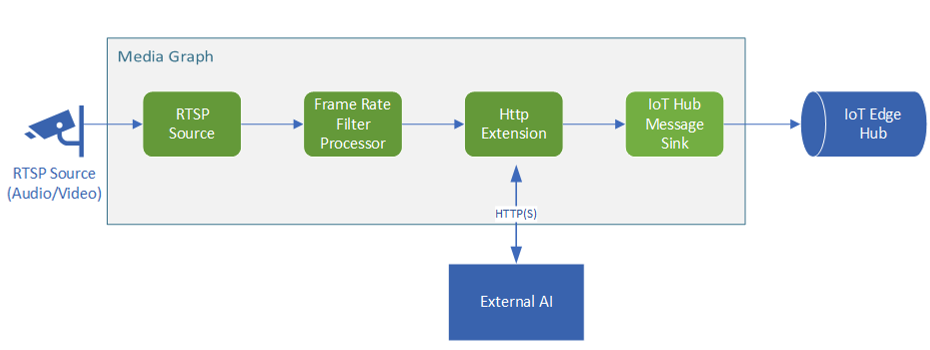 Media Graph
RTSP Source
(Audio/Video)
RTSP
Source
Frame Rate
Filter
Processor
Http
Extension
IoT Hub
Message
Sink
IoT Edge
Hub
HTTP(S)
External AI